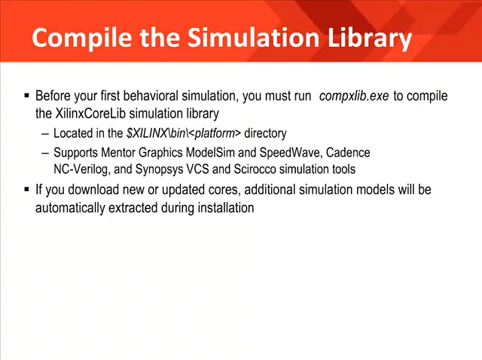 Compile the Simulation Library
▪ Before your first behavioral simulation, you must run compxlib.exe to compile
the XilinxCoreLib simulation library
– Located in the $XILINX\bin\<platform> directory
– Supports Mentor Graphics ModelSim and SpeedWave, Cadence
NC-Verilog, and Synopsys VCS and Scirocco simulation tools
▪ If you download new or updated cores, additional simulation models will be
automatically extracted during installation